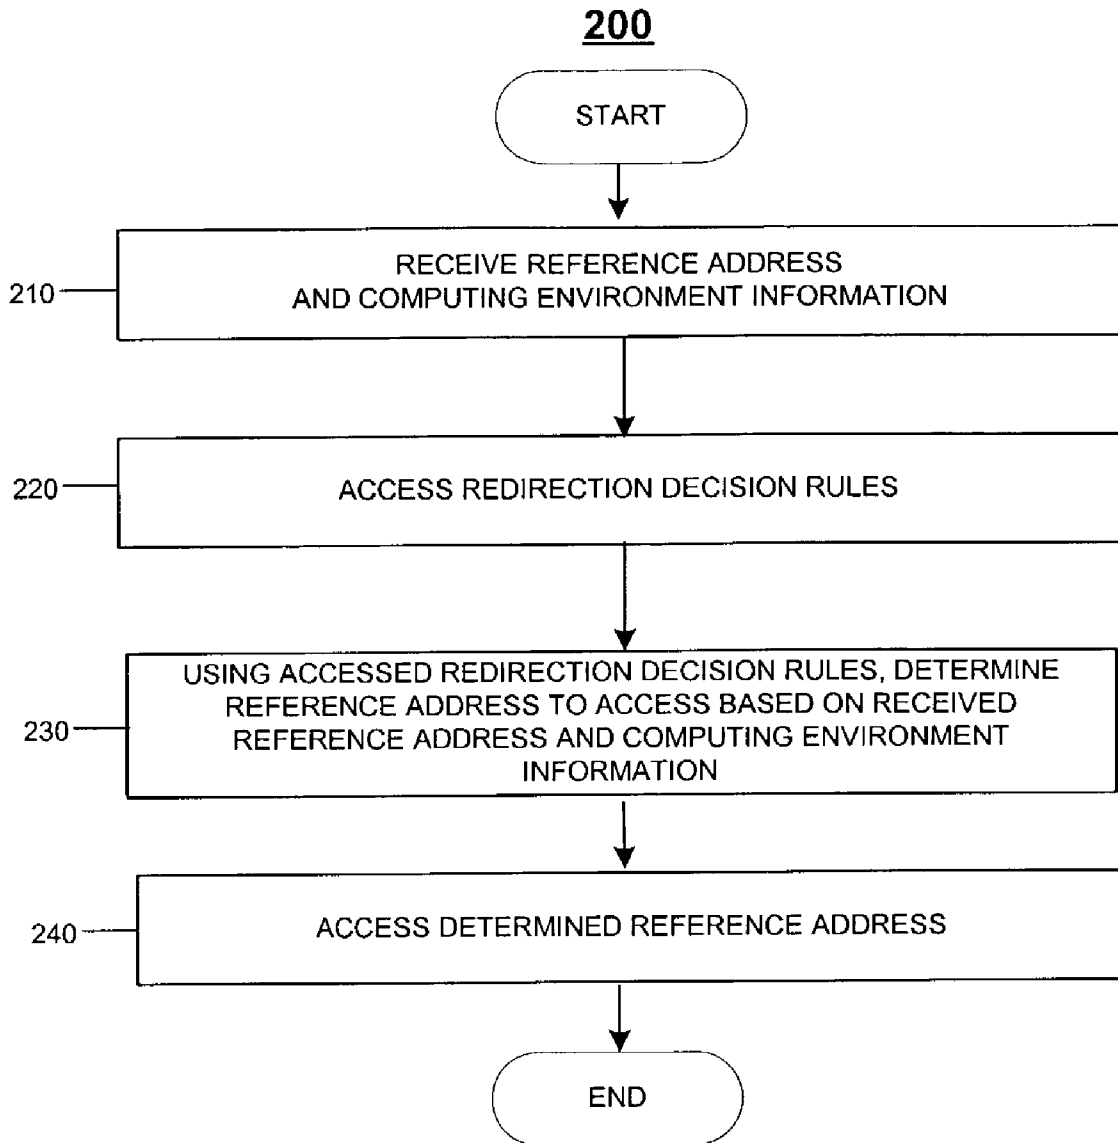 200
START
210
RECEIVE REFERENCE ADDRESS
AND COMPUTING ENVIRONMENT INFORMATION
220
ACCESS REDIRECTION DECISION RULES
230
USING ACCESSED REDIRECTION DECISION RULES, DETERMINE
REFERENCE ADDRESS TO ACCESS BASED ON RECEIVED
REFERENCE ADDRESS AND COMPUTING ENVIRONMENT
INFORMATION
240
ACCESS DETERMINED REFERENCE ADDRESS
END